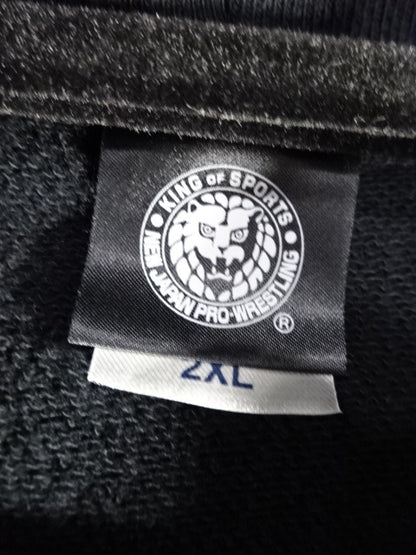 KING OF SPORTS
NEW JAPAN PRO-WRESTLING
®
2XL